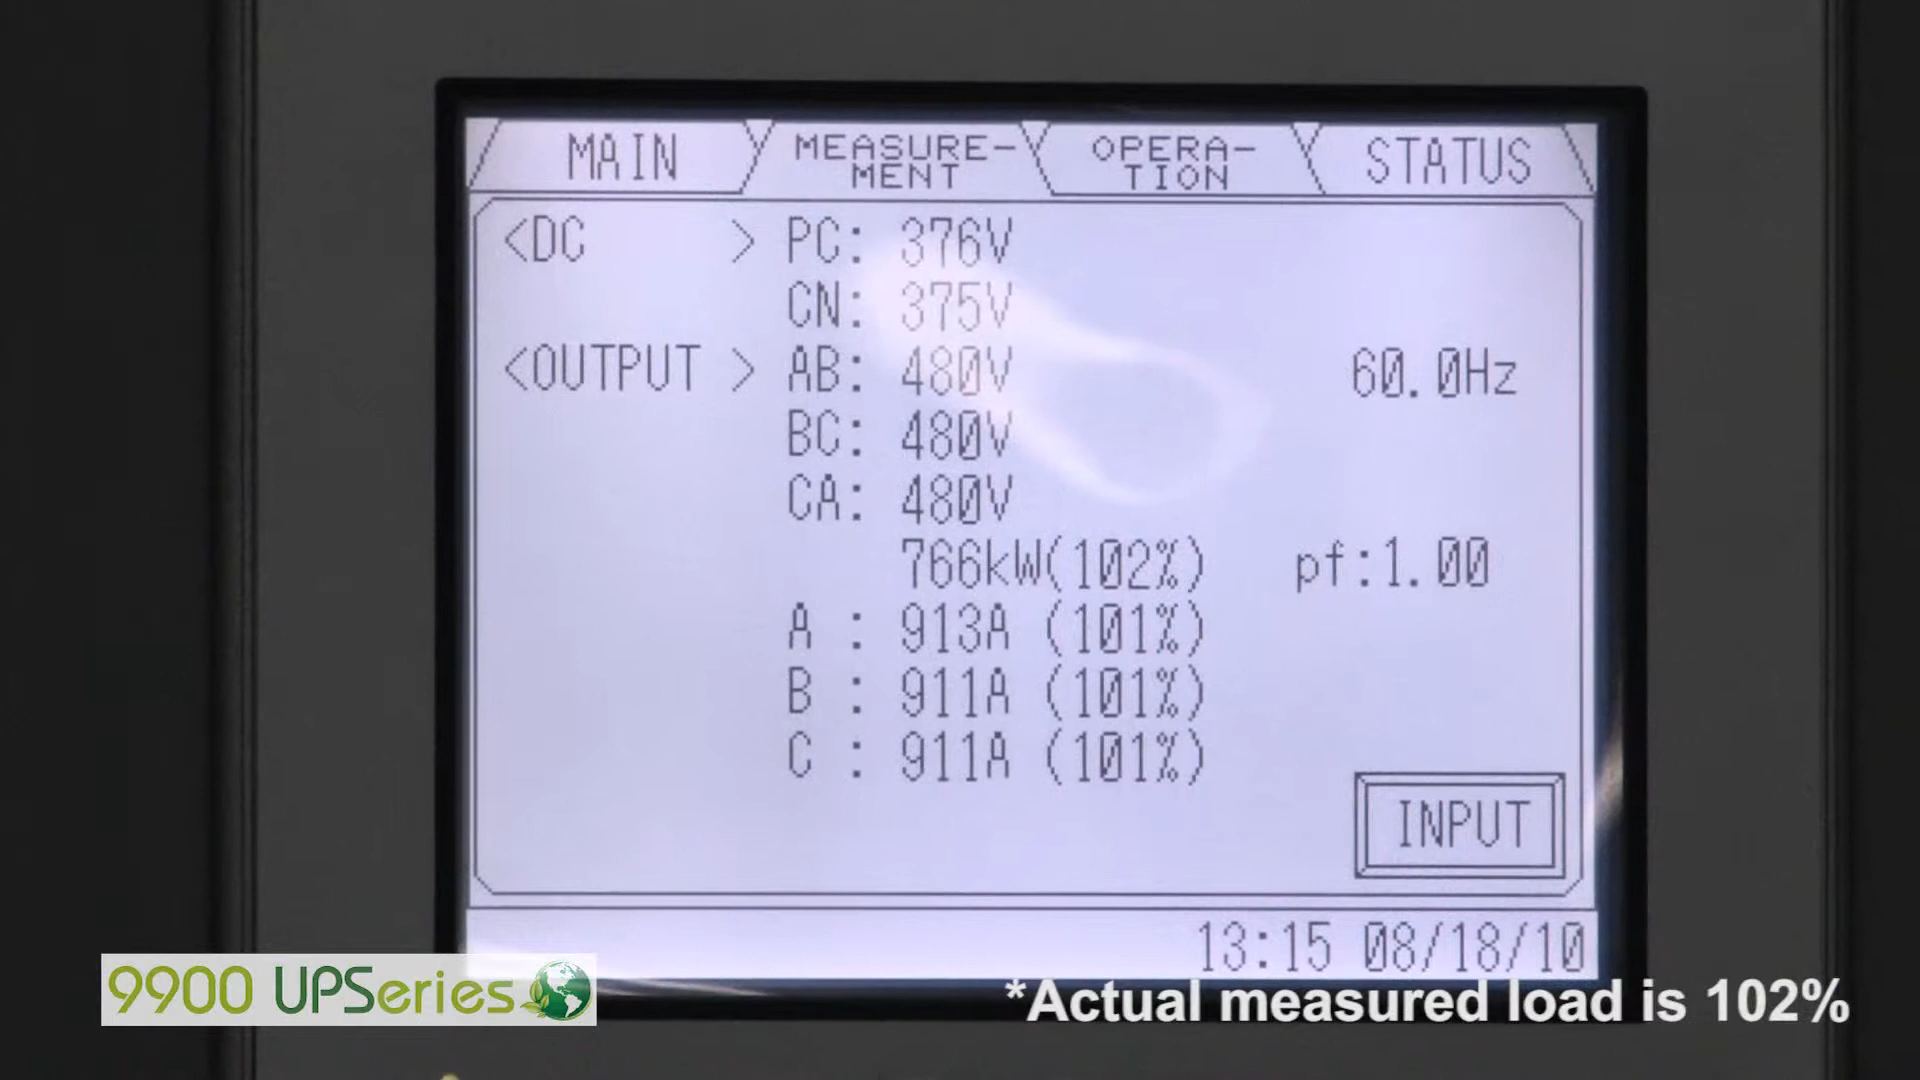 MAIN MEASURE- OPERA- STATUS
MENT TION
<DC > PC: 376V
CN: 375V
<OUTPUT > AB: 480V 60.0Hz
BC: 480V
CA: 480V
766kW(102%) pf:1.00
A : 913A (101%)
B : 911A (101%)
C : 911A (101%)
INPUT
13:15 08/18/10
9900 UPSeries
*Actual measured load is 102%